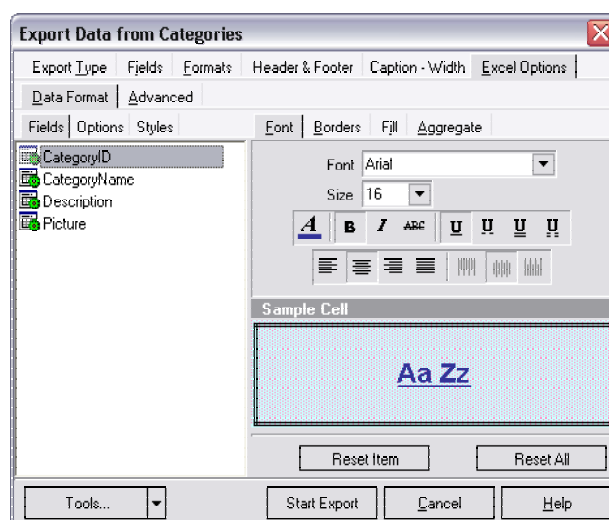 Export Data from Categories
Export Type Fields Formats Header & Footer Caption - Width Excel Options
Data Format Advanced
Fields Options Styles Font Borders Fill Aggregate
CategoryID
CategoryName
Description
Picture
Font Arial
Size 16
A B I ABC U U U U
Sample Cell
Aa Zz
Reset Item Reset All
Tools... Start Export Cancel Help